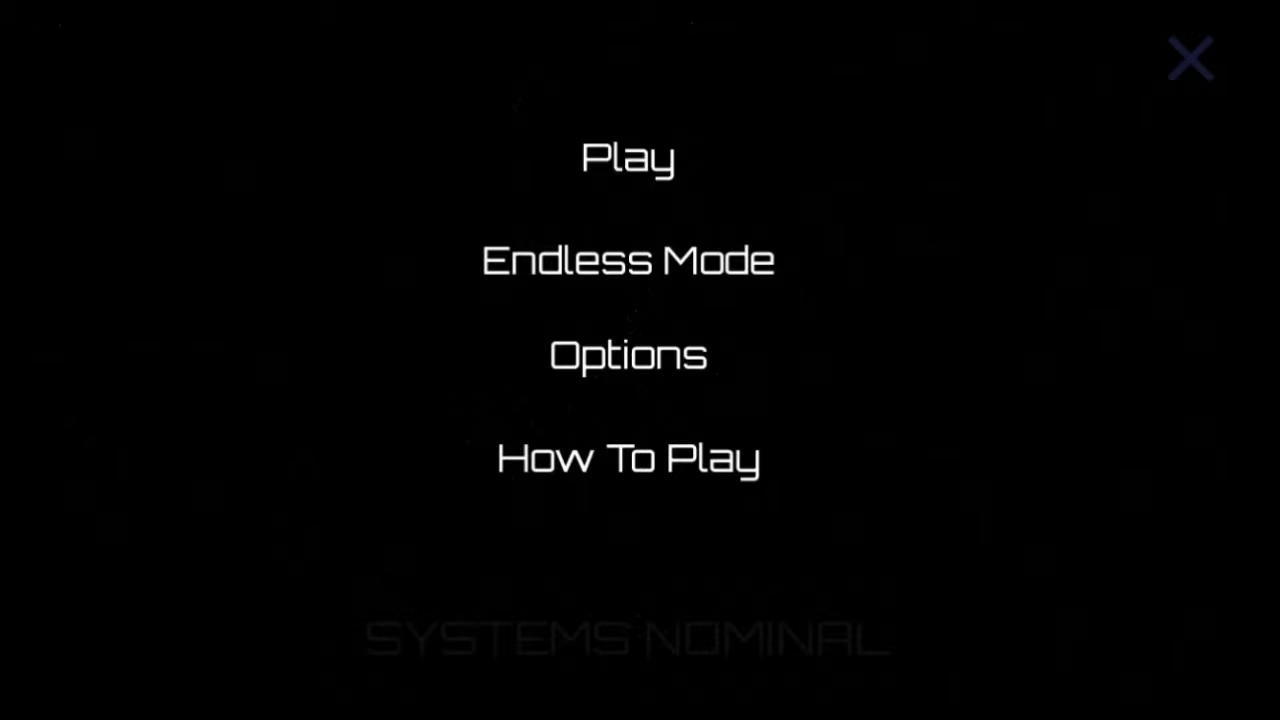 Play
Endless Mode
Options
How To Play
SYSTEMS NOMINAL